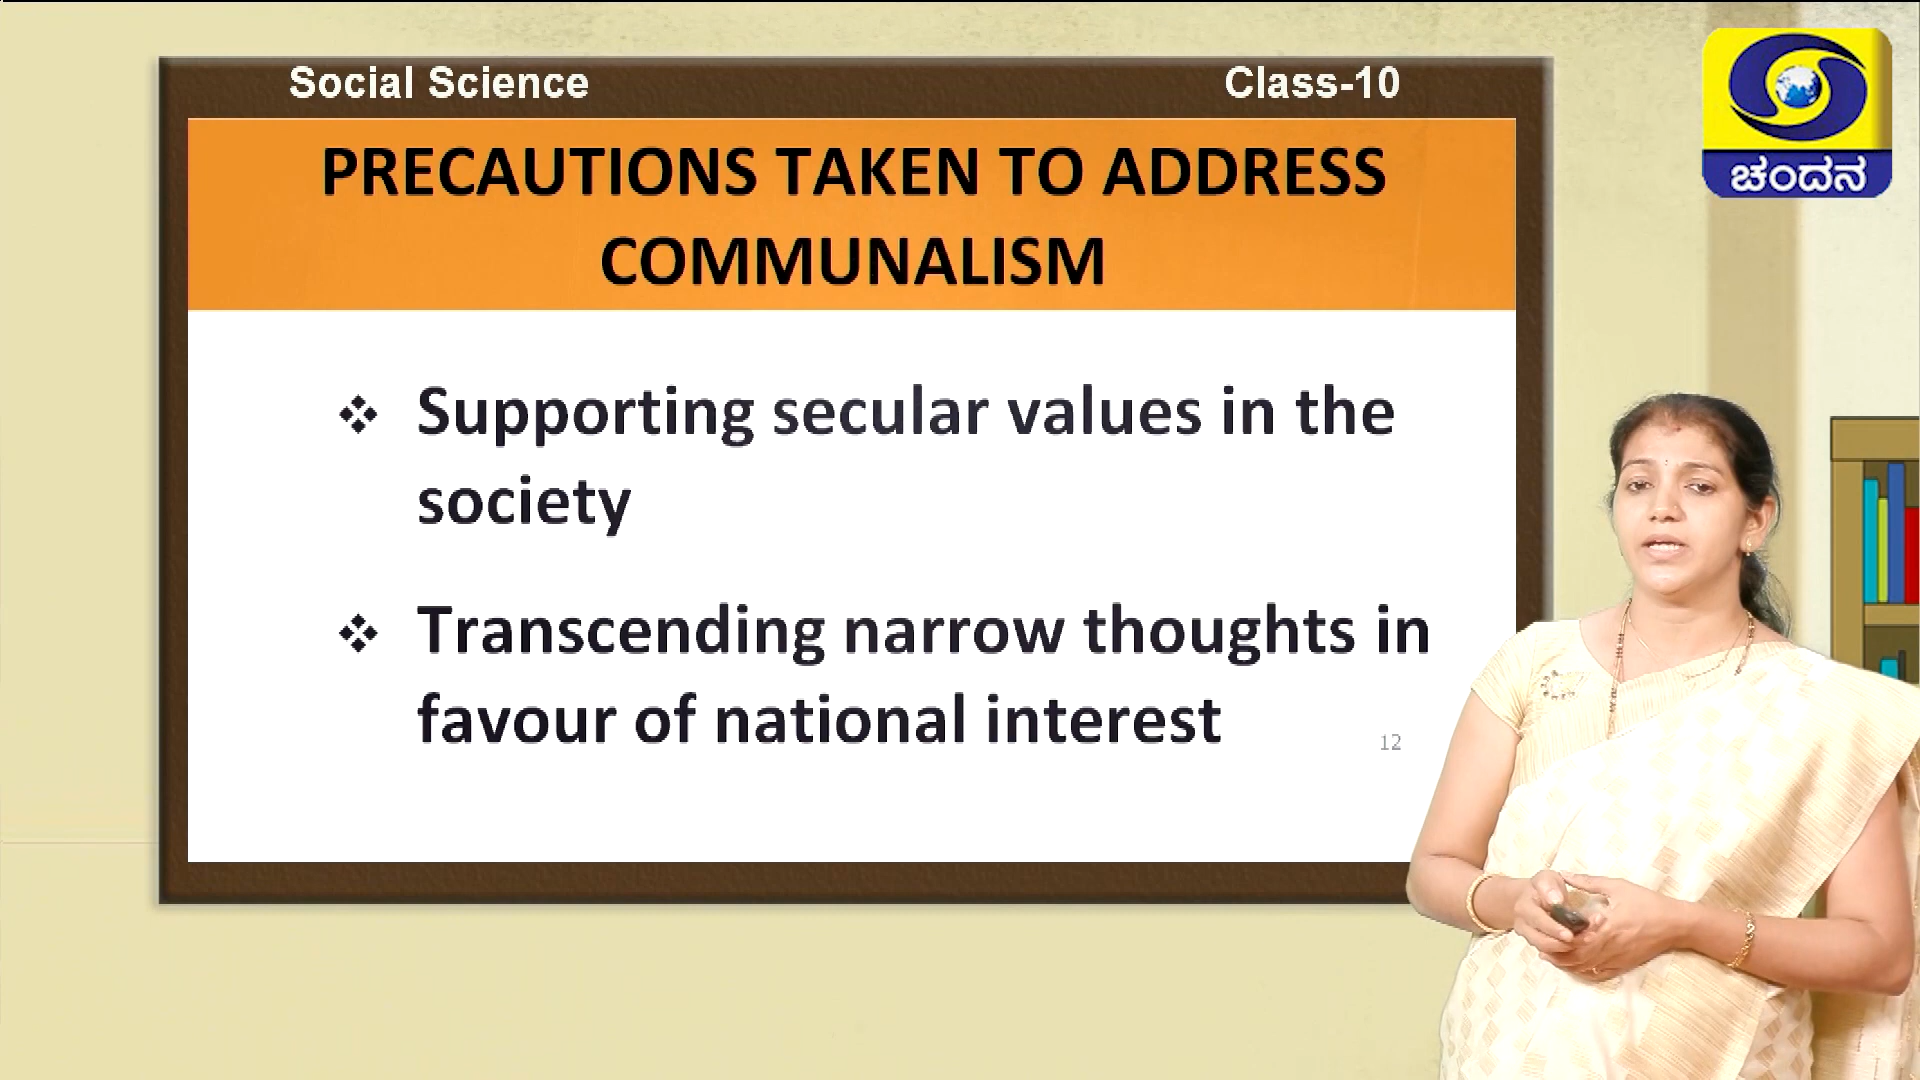 Social Science
Class-10
ಚಂದನ
PRECAUTIONS TAKEN TO ADDRESS
COMMUNALISM
❖ Supporting secular values in the
society
❖ Transcending narrow thoughts in
favour of national interest
12